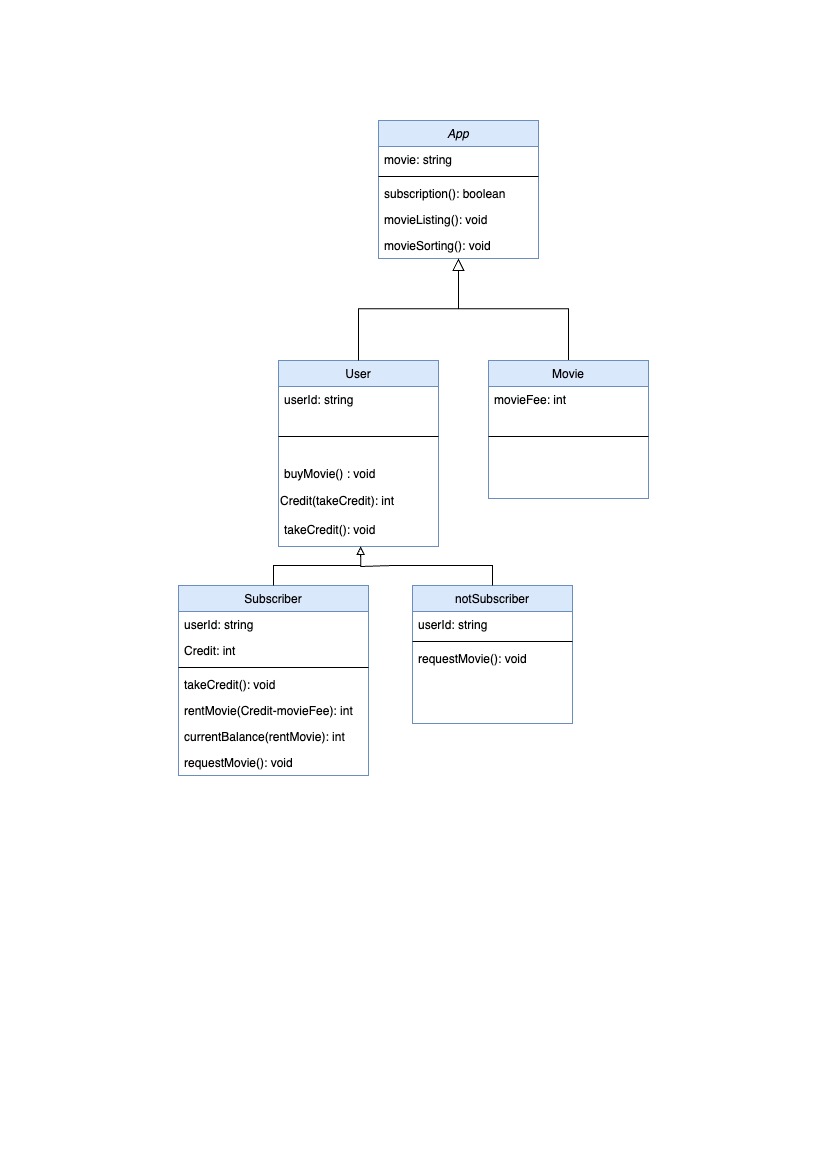 App
movie: string
subscription(): boolean
movieListing(): void
movieSorting(): void
User
userId: string
buyMovie() : void
Credit(takeCredit): int
takeCredit(): void
Movie
movieFee: int
Subscriber
userId: string
Credit: int
takeCredit(): void
rentMovie(Credit-movieFee): int
currentBalance(rentMovie): int
requestMovie(): void
notSubscriber
userId: string
requestMovie(): void